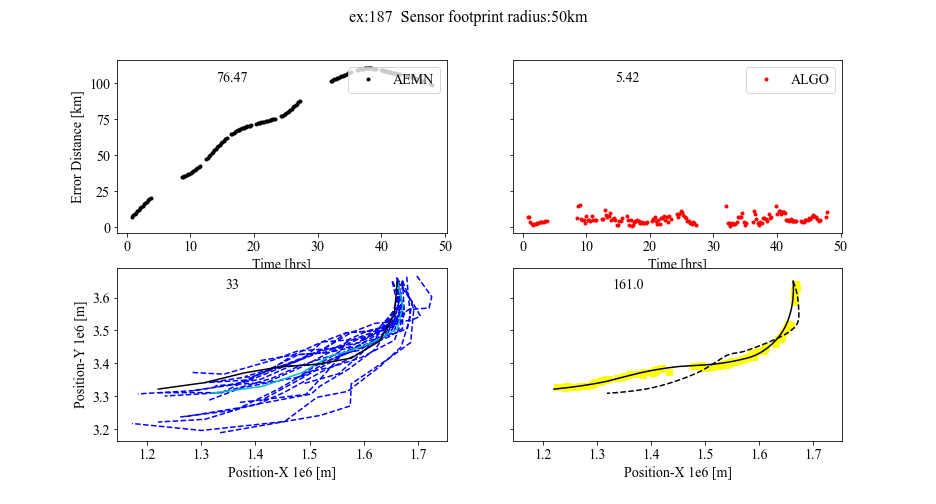 ex:187 Sensor footprint radius:50km
76.47
AEMN
5.42
ALGO
100
75
50
25
0
Error Distance [km]
0 10 20 30 40 50
0 10 20 30 40 50
Time [hrs]
Time [hrs]
33
161.0
3.6
3.5
3.4
3.3
3.2
Position-Y 1e6 [m]
1.2 1.3 1.4 1.5 1.6 1.7
1.2 1.3 1.4 1.5 1.6 1.7
Position-X 1e6 [m]
Position-X 1e6 [m]